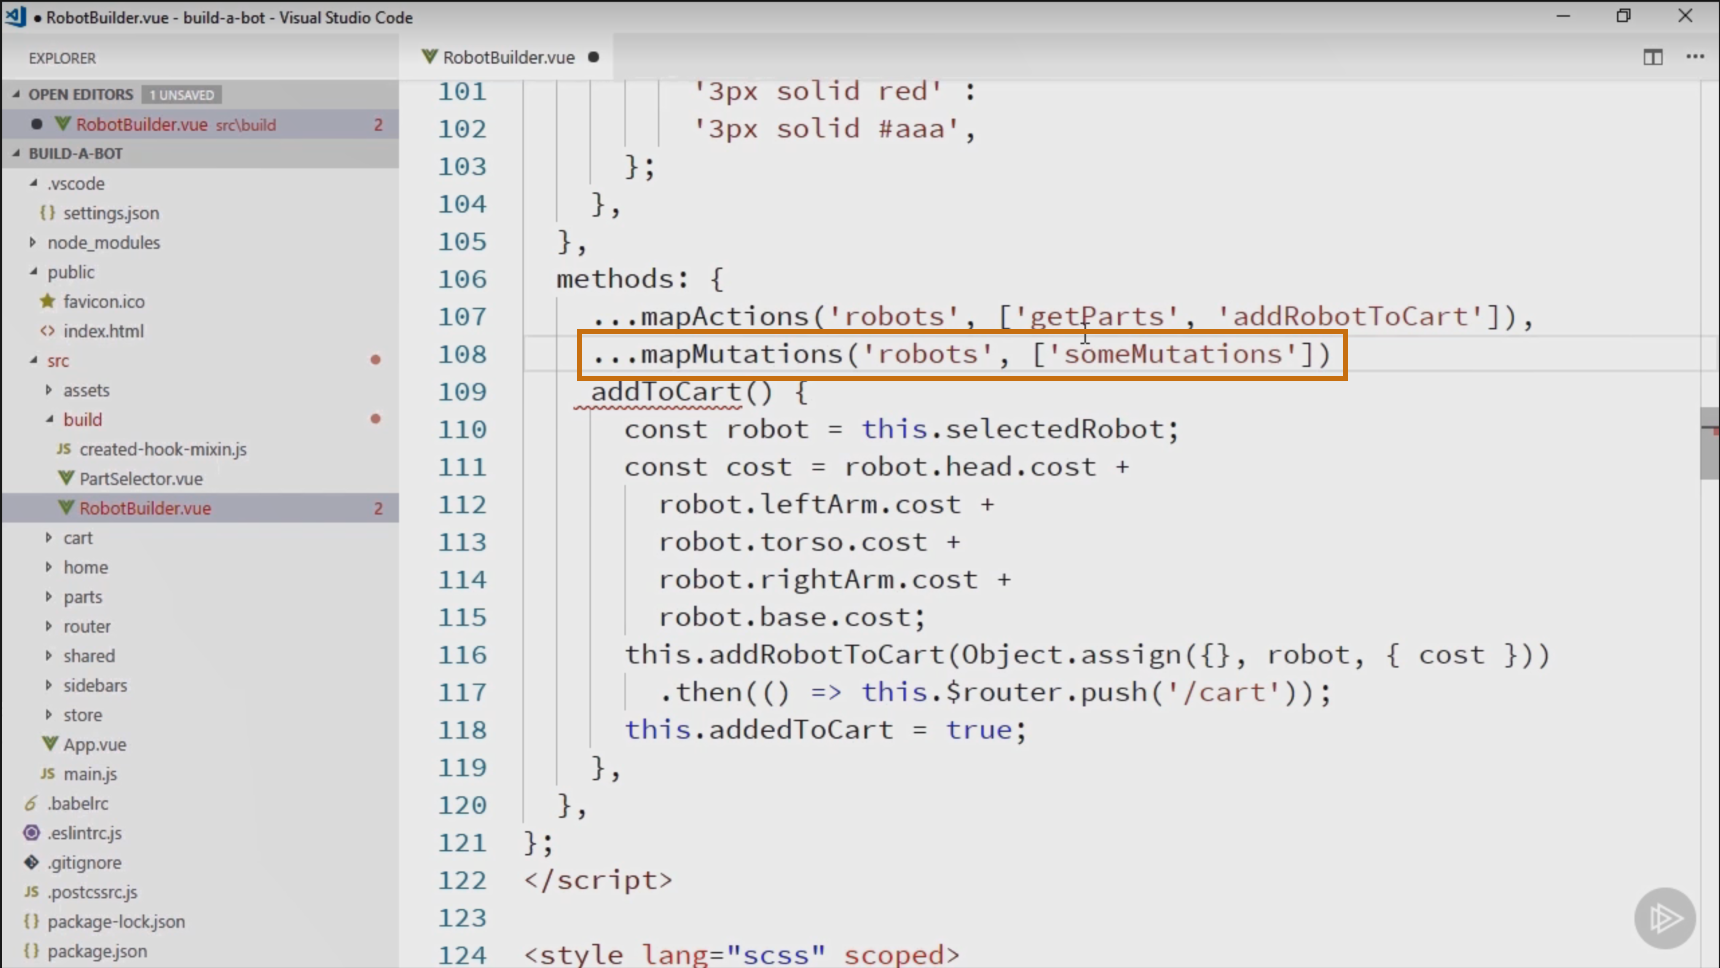 RobotBuilder.vue - build-a-bot - Visual Studio Code
EXPLORER
RobotBuilder.vue
OPEN EDITORS 1 UNSAVED
RobotBuilder.vue src\build 2
BUILD-A-BOT
.vscode
{} settings.json
node_modules
public
favicon.ico
<> index.html
src
assets
build
JS created-hook-mixin.js
PartSelector.vue
RobotBuilder.vue 2
cart
home
parts
router
shared
sidebars
store
App.vue
JS main.js
6 .babelrc
.eslintrc.js
.gitignore
JS .postcssrc.js
{} package-lock.json
{} package.json
101 '3px solid red' :
102 '3px solid #aaa',
103 };
104 },
105 },
106 methods: {
107 ...mapActions('robots', ['getParts', 'addRobotToCart']),
108 ...mapMutations('robots', ['someMutations'])
109 addToCart() {
110 const robot = this.selectedRobot;
111 const cost = robot.head.cost +
112 robot.leftArm.cost +
113 robot.torso.cost +
114 robot.rightArm.cost +
115 robot.base.cost;
116 this.addRobotToCart(Object.assign({}, robot, { cost }))
117 .then(() => this.$router.push('/cart'));
118 this.addedToCart = true;
119 },
120 },
121 };
122 </script>
123
124 <style lang="scss" scoped>